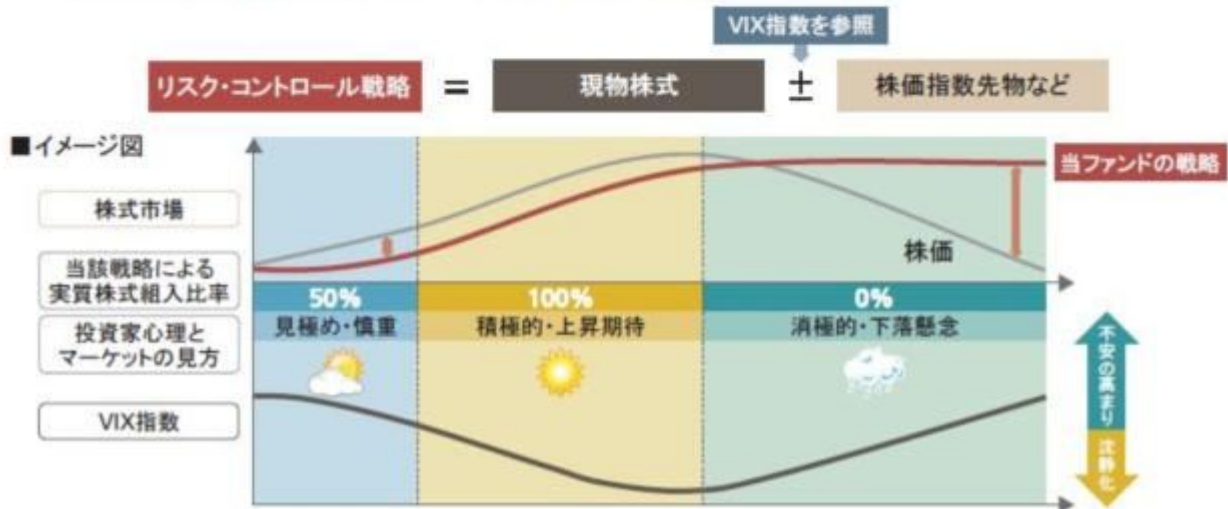 VIX指数を参照
リスク・コントロール戦略 = 現物株式 ± 株価指数先物など
■イメージ図
当ファンドの戦略
株式市場
株価
当該戦略による
実質株式組入比率
50% 100% 0%
投資家心理と
マーケットの見方
見極め・慎重 積極的・上昇期待 消極的・下落懸念
VIX指数
不安の高まり
沈静化